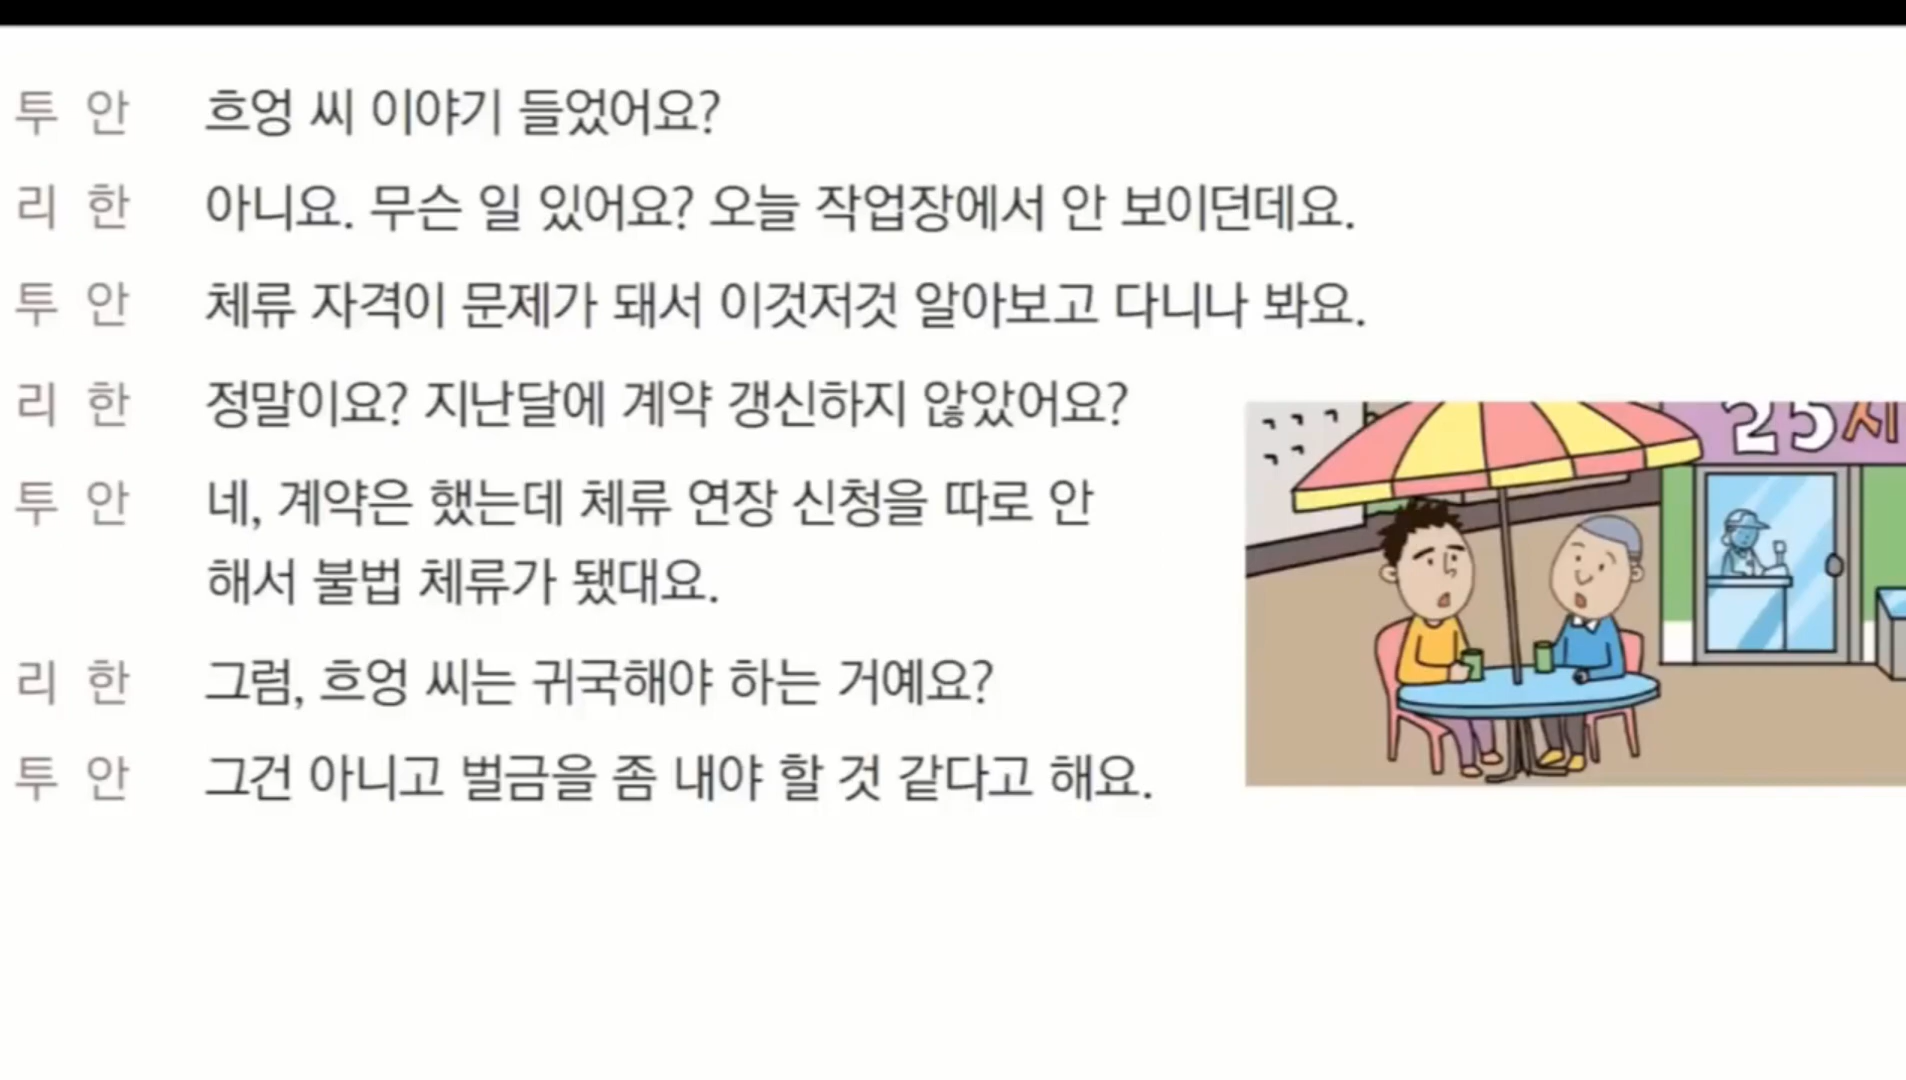 투 안 흐엉 씨 이야기 들었어요?
리 한 아니요. 무슨 일 있어요? 오늘 작업장에서 안 보이던데요.
투 안 체류 자격이 문제가 돼서 이것저것 알아보고 다니나 봐요.
리 한 정말이요? 지난달에 계약 갱신하지 않았어요?
투 안 네, 계약은 했는데 체류 연장 신청을 따로 안
해서 불법 체류가 됐대요.
리 한 그럼, 흐엉 씨는 귀국해야 하는 거예요?
투 안 그건 아니고 벌금을 좀 내야 할 것 같다고 해요.
25시